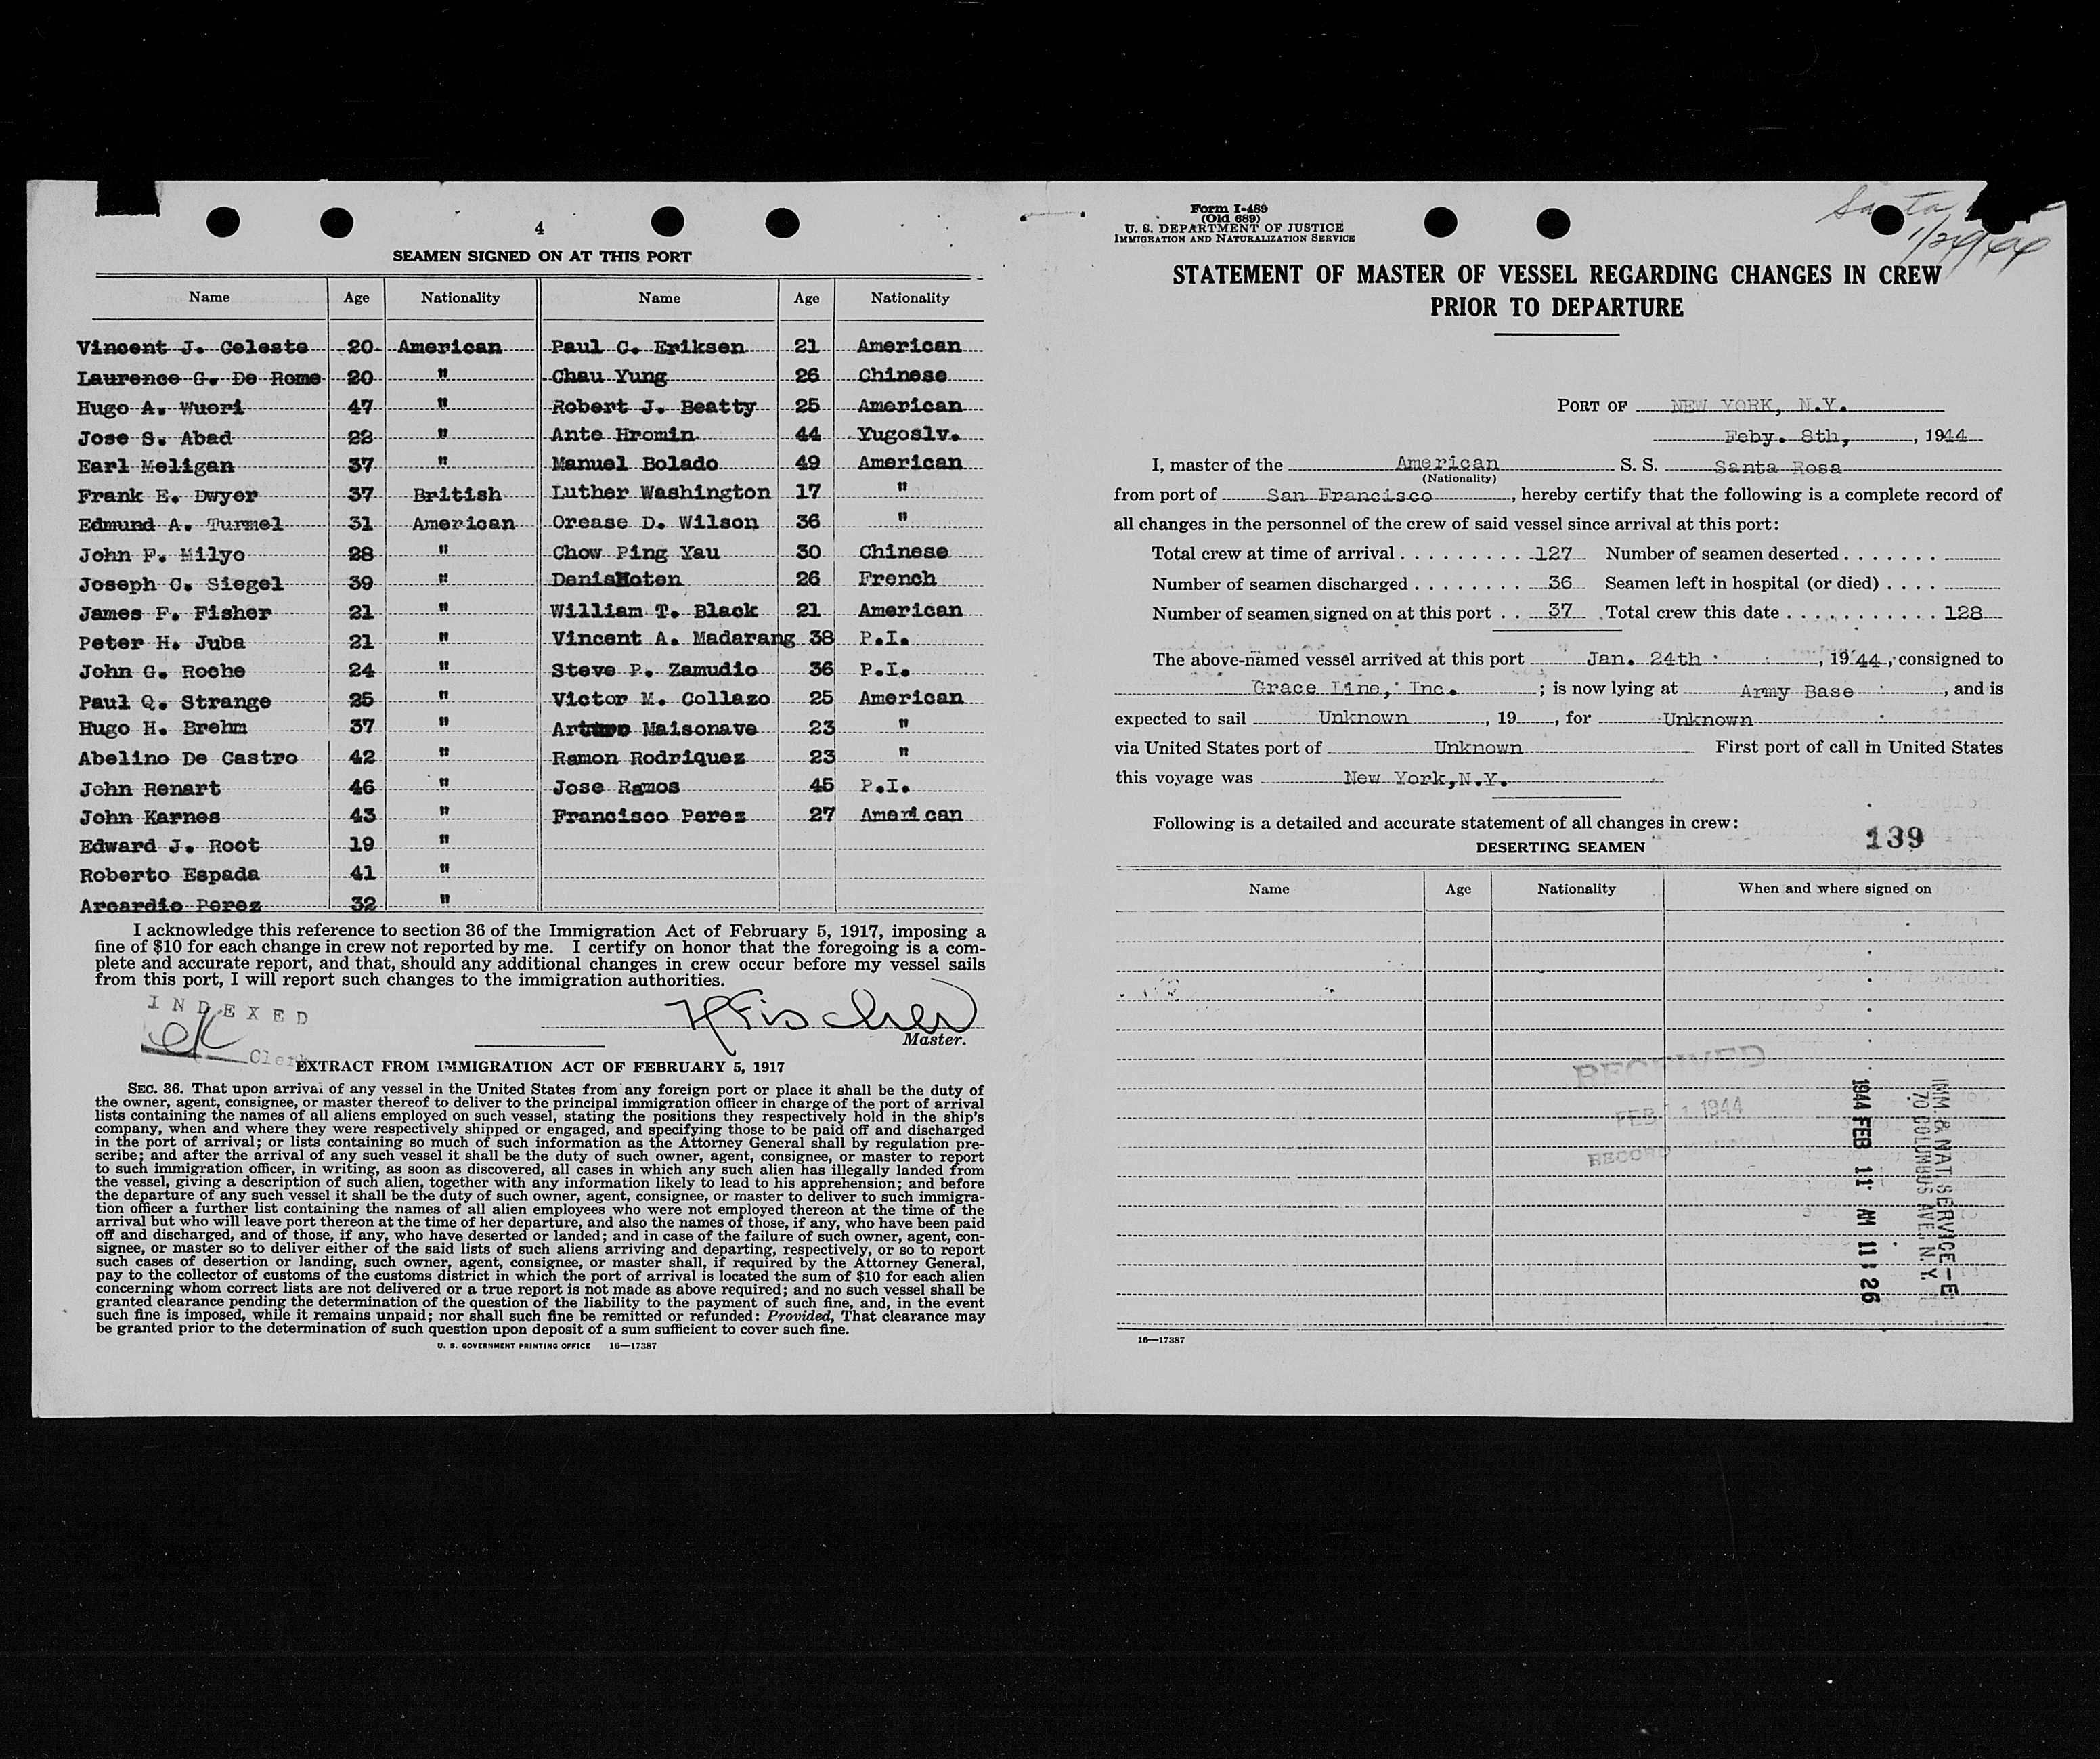 4
SEAMEN SIGNED ON AT THIS PORT
Name Age Nationality Name Age Nationality
Vincent J. Celeste 20 American Paul C. Eriksen 21 American
Laurence G. De Rome 20 " Chau Yung 26 Chinese
Hugo A. Wuori 47 " Robert J. Beatty 25 American
Jose S. Abad 22 " Ante Hromin 44 Yugoslv.
Earl Meligan 37 " Manuel Bolado 49 American
Frank E. Dwyer 37 British Luther Washington 17 "
Edmund A. Turmel 31 American Orease D. Wilson 36 "
John F. Milyo 28 " Chow Ping Yau 30 Chinese
Joseph C. Siegel 39 " Denis Hoten 26 French
James F. Fisher 21 " William T. Black 21 American
Peter H. Juba 21 " Vincent A. Madarang 38 P.I.
John G. Roche 24 " Steve P. Zamudio 36 P.I.
Paul Q. Strange 25 " Victor M. Collazo 25 American
Hugo H. Brehm 37 " Arturo Maisonave 23 "
Abelino De Castro 42 " Ramon Rodriquez 23 "
John Renart 46 " Jose Ramos 45 P.I.
John Karnes 43 " Francisco Perez 27 American
Edward J. Root 19 "
Roberto Espada 41 "
Arcardio Perez 32 "
I acknowledge this reference to section 36 of the Immigration Act of February 5, 1917, imposing a
fine of $10 for each change in crew not reported by me. I certify on honor that the foregoing is a com-
plete and accurate report, and that, should any additional changes in crew occur before my vessel sails
from this port, I will report such changes to the immigration authorities.
INDEXED
HFischer
Master.
ek
Clerk
EXTRACT FROM IMMIGRATION ACT OF FEBRUARY 5, 1917
SEC. 36. That upon arrival of any vessel in the United States from any foreign port or place it shall be the duty of
the owner, agent, consignee, or master thereof to deliver to the principal immigration officer in charge of the port of arrival
lists containing the names of all aliens employed on such vessel, stating the positions they respectively hold in the ship's
company, when and where they were respectively shipped or engaged, and specifying those to be paid off and discharged
in the port of arrival; or lists containing so much of such information as the Attorney General shall by regulation pre-
scribe; and after the arrival of any such vessel it shall be the duty of such owner, agent, consignee, or master to report
to such immigration officer, in writing, as soon as discovered, all cases in which any such alien has illegally landed from
the vessel, giving a description of such alien, together with any information likely to lead to his apprehension; and before
the departure of any such vessel it shall be the duty of such owner, agent, consignee, or master to deliver to such immigra-
tion officer a further list containing the names of all alien employees who were not employed thereon at the time of the
arrival but who will leave port thereon at the time of her departure, and also the names of those, if any, who have been paid
off and discharged, and of those, if any, who have deserted or landed; and in case of the failure of such owner, agent, con-
signee, or master so to deliver either of the said lists of such aliens arriving and departing, respectively, or so to report
such cases of desertion or landing, such owner, agent, consignee, or master shall, if required by the Attorney General,
pay to the collector of customs of the customs district in which the port of arrival is located the sum of $10 for each alien
concerning whom correct lists are not delivered or a true report is not made as above required; and no such vessel shall be
granted clearance pending the determination of the question of the liability to the payment of such fine, and, in the event
such fine is imposed, while it remains unpaid; nor shall such fine be remitted or refunded: Provided, That clearance may
be granted prior to the determination of such question upon deposit of a sum sufficient to cover such fine.
U. S. GOVERNMENT PRINTING OFFICE 16—17387
Form I-489
(Old 689)
U. S. DEPARTMENT OF JUSTICE
IMMIGRATION AND NATURALIZATION SERVICE
Santa
1/24/44
STATEMENT OF MASTER OF VESSEL REGARDING CHANGES IN CREW
PRIOR TO DEPARTURE
PORT OF NEW YORK, N.Y.
Feby. 8th, , 1944
I, master of the American S. S. Santa Rosa
(Nationality)
from port of San Francisco , hereby certify that the following is a complete record of
all changes in the personnel of the crew of said vessel since arrival at this port:
Total crew at time of arrival 127 Number of seamen deserted
Number of seamen discharged 36 Seamen left in hospital (or died)
Number of seamen signed on at this port 37 Total crew this date 128
The above-named vessel arrived at this port Jan. 24th , 1944, consigned to
Grace Line, Inc. ; is now lying at Army Base , and is
expected to sail Unknown , 19 , for Unknown
via United States port of Unknown First port of call in United States
this voyage was New York,N.Y.
Following is a detailed and accurate statement of all changes in crew:
139
DESERTING SEAMEN
Name Age Nationality When and where signed on
RECEIVED
FEB 11 1944
RECORD
1944 FEB 11 AM 11:26
IMM. & NAT. SERVICE-E
70 COLUMBUS AVE. N.Y.
16—17387